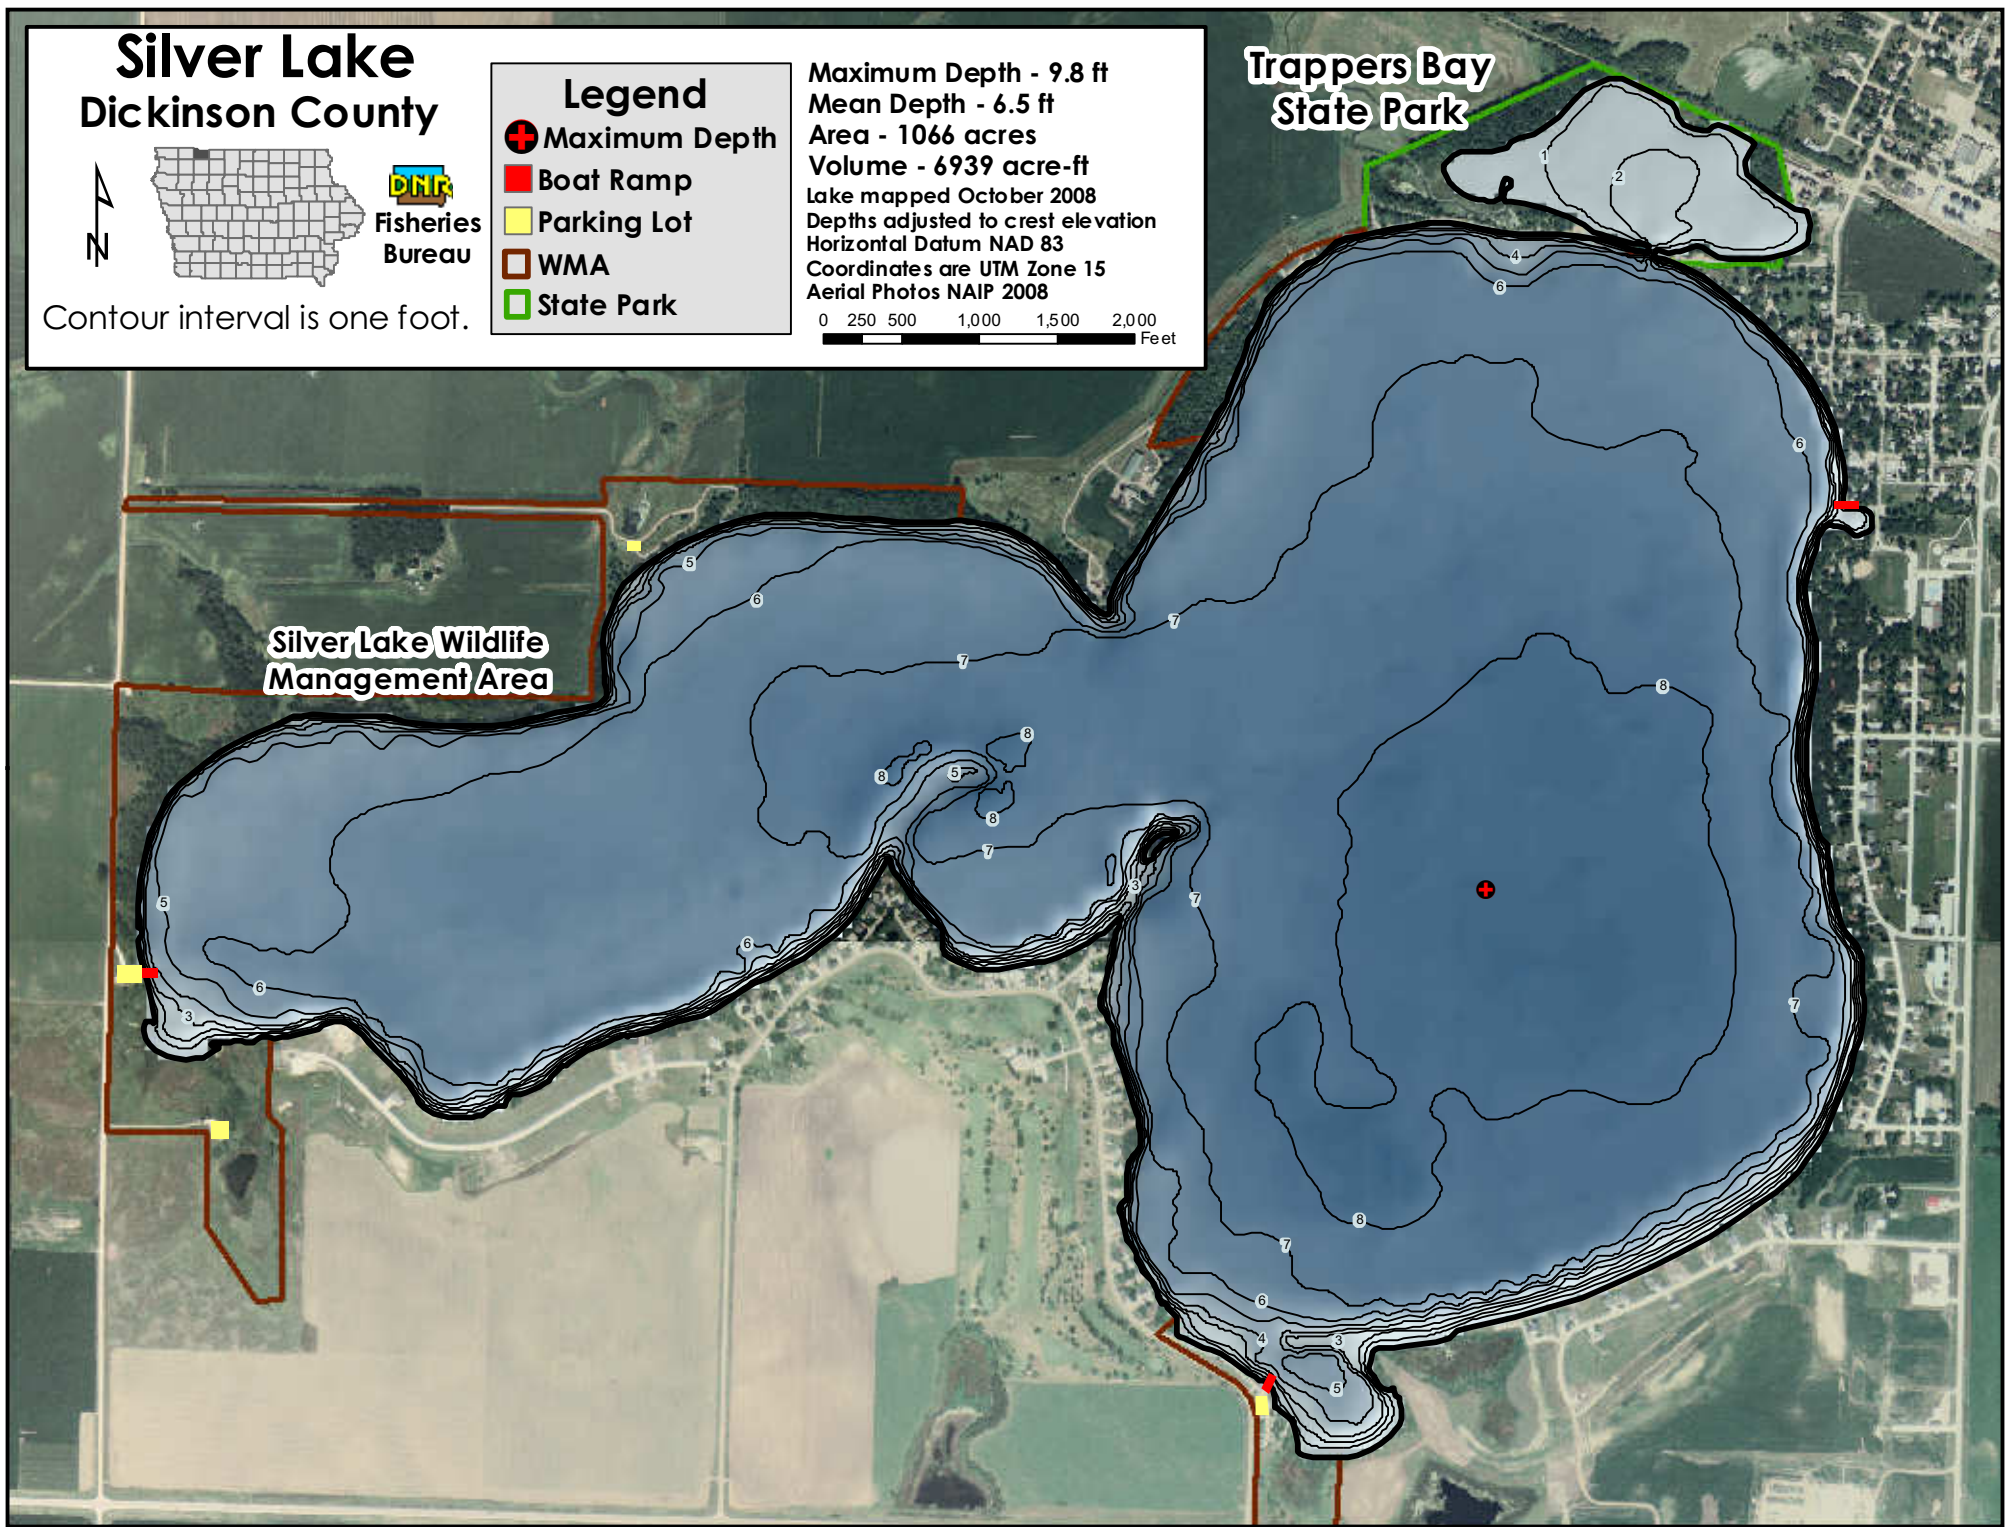 Silver Lake
Dickinson County
N
DNR
Fisheries
Bureau
Contour interval is one foot.
Legend
Maximum Depth
Boat Ramp
Parking Lot
WMA
State Park
Maximum Depth - 9.8 ft
Mean Depth - 6.5 ft
Area - 1066 acres
Volume - 6939 acre-ft
Lake mapped October 2008
Depths adjusted to crest elevation
Horizontal Datum NAD 83
Coordinates are UTM Zone 15
Aerial Photos NAIP 2008
0 250 500 1,000 1,500 2,000
Feet
Trappers Bay
State Park
1
2
4
6
6
5
6
7
Silver Lake Wildlife
Management Area
7
8
8
8
5
8
7
3
7
5
6
6
3
7
8
7
6
4
3
5